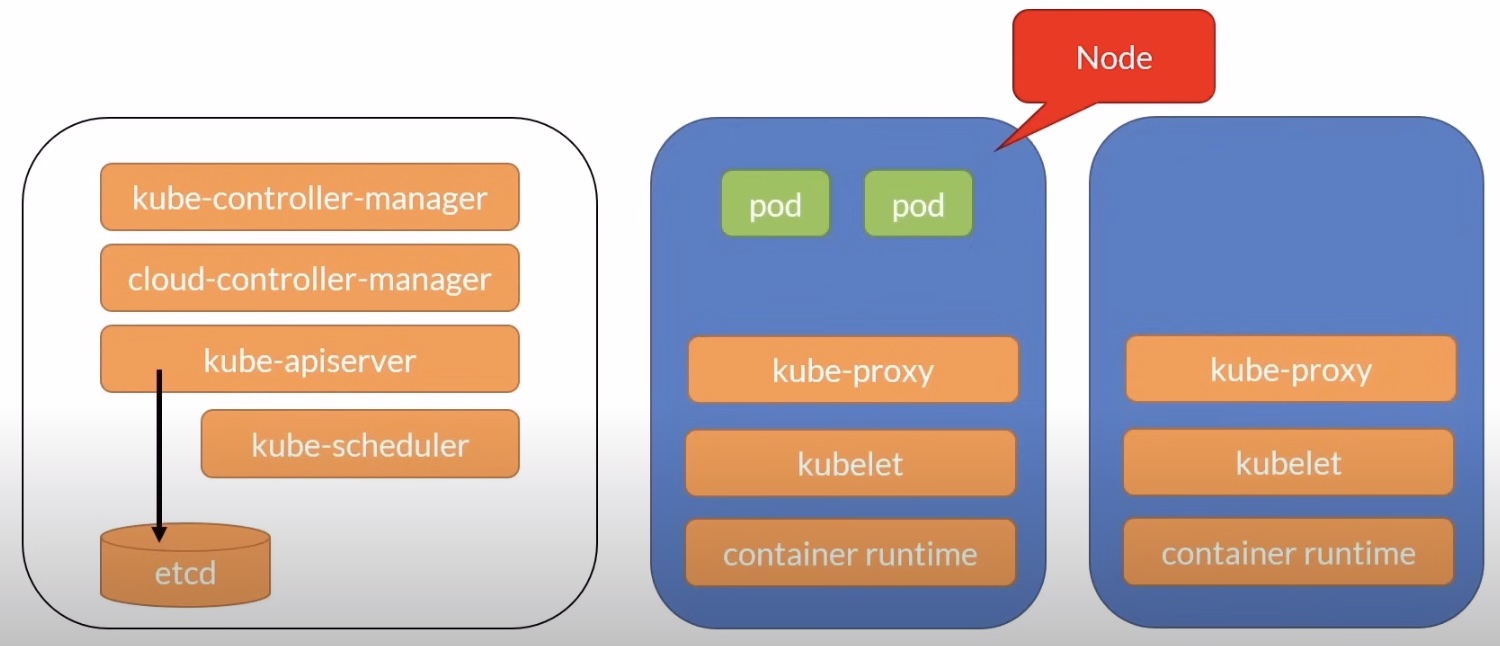 Node
kube-controller-manager
cloud-controller-manager
kube-apiserver
kube-scheduler
etcd
pod
pod
kube-proxy
kubelet
container runtime
kube-proxy
kubelet
container runtime